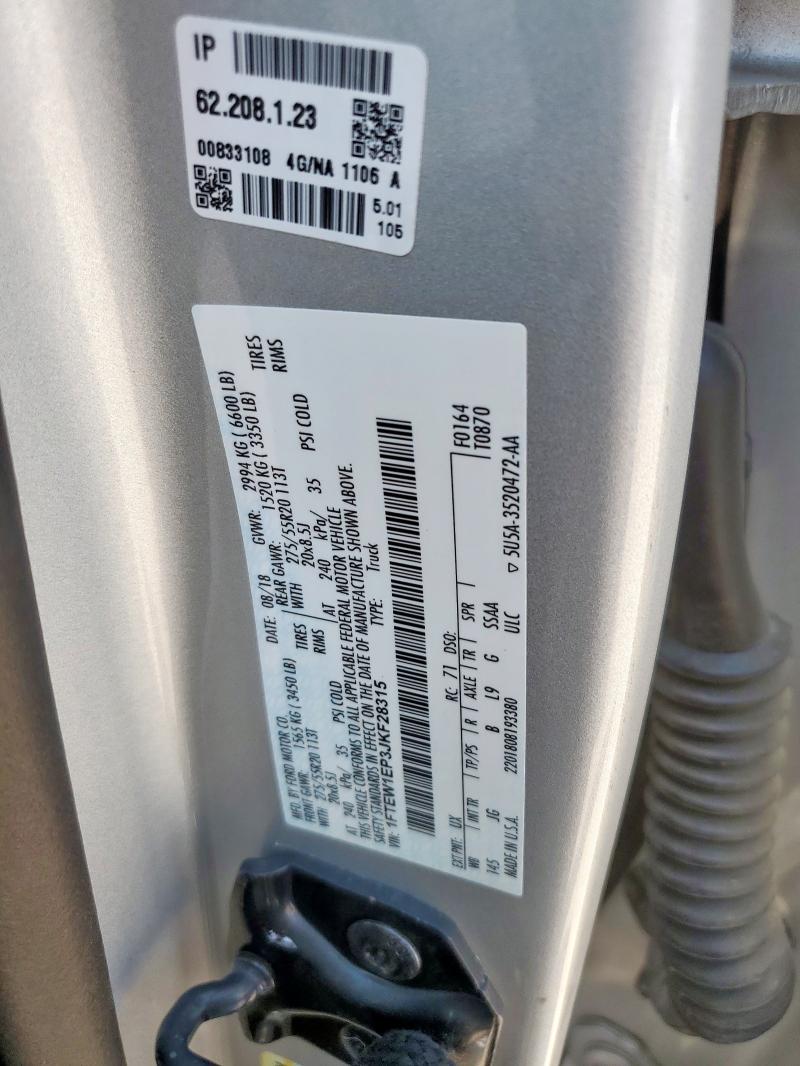 IP
62.208.1.23
00833108 4G/NA 1106 A
5.01
105
MFD. BY FORD MOTOR CO.
DATE: 08/18 GVWR: 2994 KG ( 6600 LB)
FRONT GAWR: 1565 KG ( 3450 LB) REAR GAWR: 1520 KG ( 3350 LB)
WITH 275/55R20 113T TIRES WITH 275/55R20 113T TIRES
20x8.5J RIMS 20x8.5J RIMS
AT 240 kPa/ 35 PSI COLD AT 240 kPa/ 35 PSI COLD
THIS VEHICLE CONFORMS TO ALL APPLICABLE FEDERAL MOTOR VEHICLE
SAFETY STANDARDS IN EFFECT ON THE DATE OF MANUFACTURE SHOWN ABOVE.
VIN: 1FTEW1EP3JKF28315 TYPE: Truck
EXT PNT: UX RC: 71 DSO: F0164
WB INT TR TP/PS R AXLE TR SPR T0870
145 JG B L9 G SSAA
MADE IN U.S.A. 2201808193380 ULC ▽ 5U5A-3520472-AA